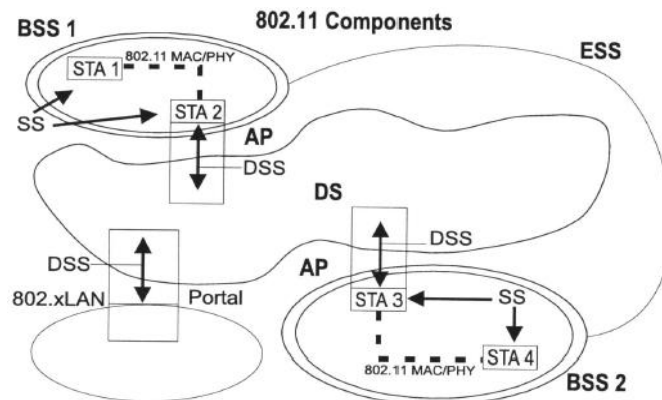 802.11 Components
BSS 1
ESS
802.11 MAC/PHY
STA 1
STA 2
SS
AP
DSS
DS
DSS
DSS
AP
802.xLAN
Portal
STA 3
SS
STA 4
802.11 MAC/PHY
BSS 2